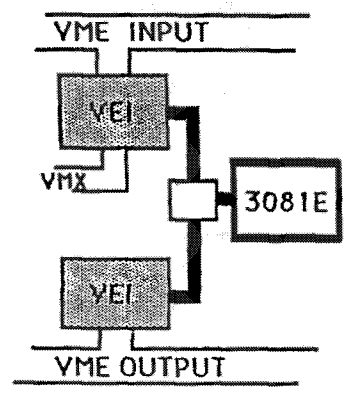 VME INPUT
VEI
VMX
3081E
VEI
VME OUTPUT